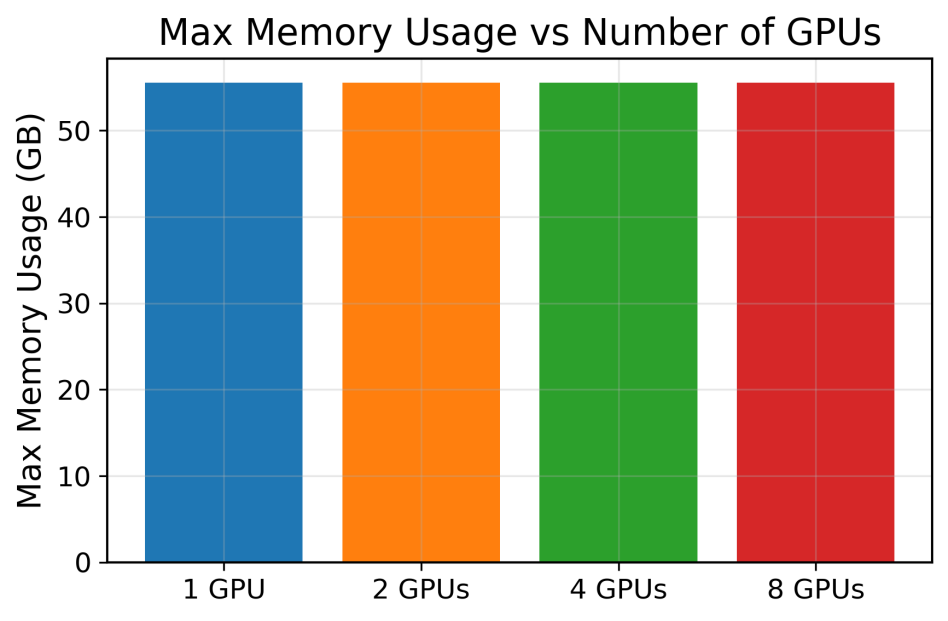 Max Memory Usage vs Number of GPUs
Max Memory Usage (GB)
50
40
30
20
10
0
1 GPU
2 GPUs
4 GPUs
8 GPUs